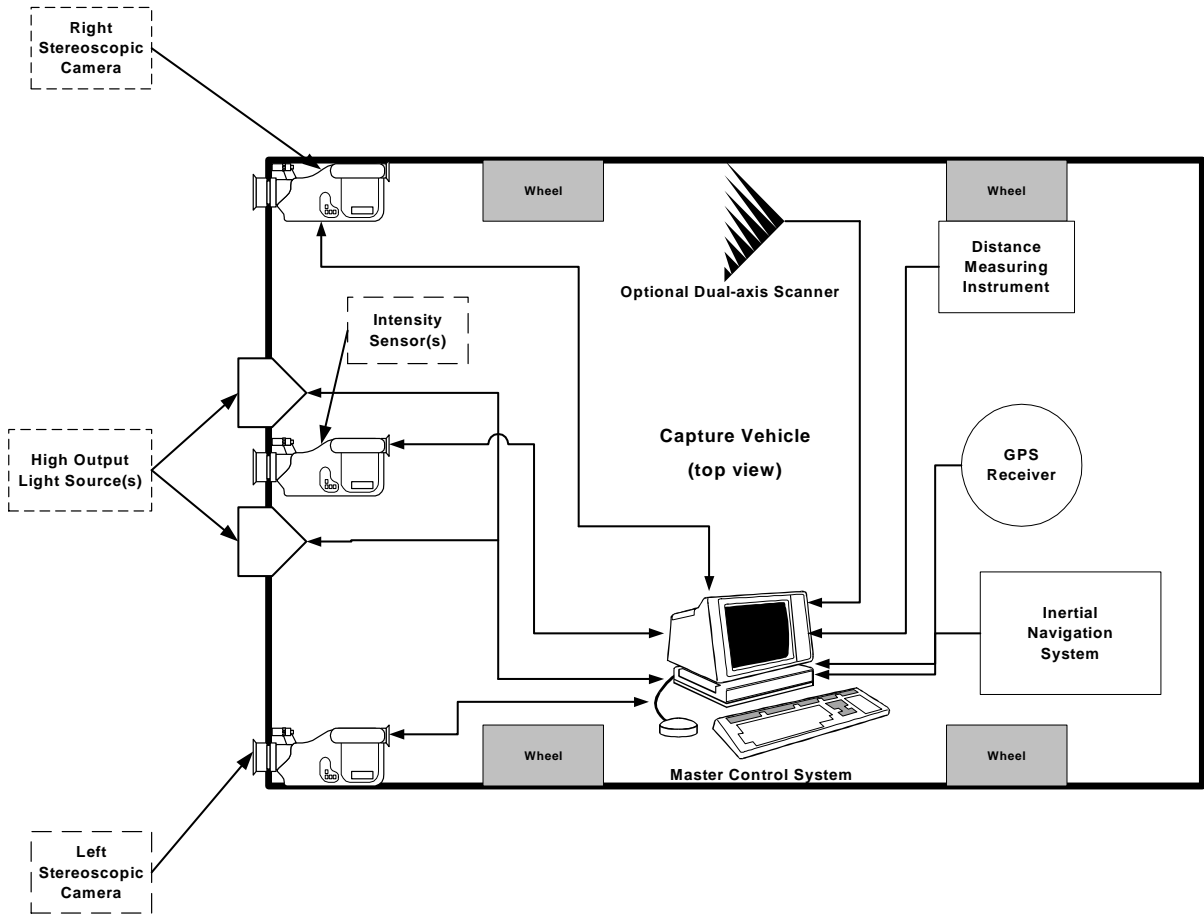 Right
Stereoscopic
Camera
Wheel
Wheel
Distance
Measuring
Instrument
Optional Dual-axis Scanner
Intensity
Sensor(s)
High Output
Light Source(s)
Capture Vehicle
(top view)
GPS
Receiver
Inertial
Navigation
System
Wheel
Master Control System
Wheel
Left
Stereoscopic
Camera